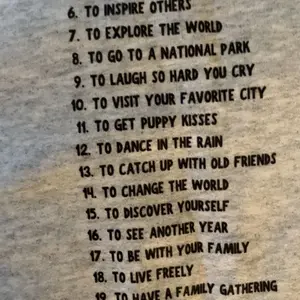 6. TO INSPIRE OTHERS
7. TO EXPLORE THE WORLD
8. TO GO TO A NATIONAL PARK
9. TO LAUGH SO HARD YOU CRY
10. TO VISIT YOUR FAVORITE CITY
11. TO GET PUPPY KISSES
12. TO DANCE IN THE RAIN
13. TO CATCH UP WITH OLD FRIENDS
14. TO CHANGE THE WORLD
15. TO DISCOVER YOURSELF
16. TO SEE ANOTHER YEAR
17. TO BE WITH YOUR FAMILY
18. TO LIVE FREELY
19. TO HAVE A FAMILY GATHERING